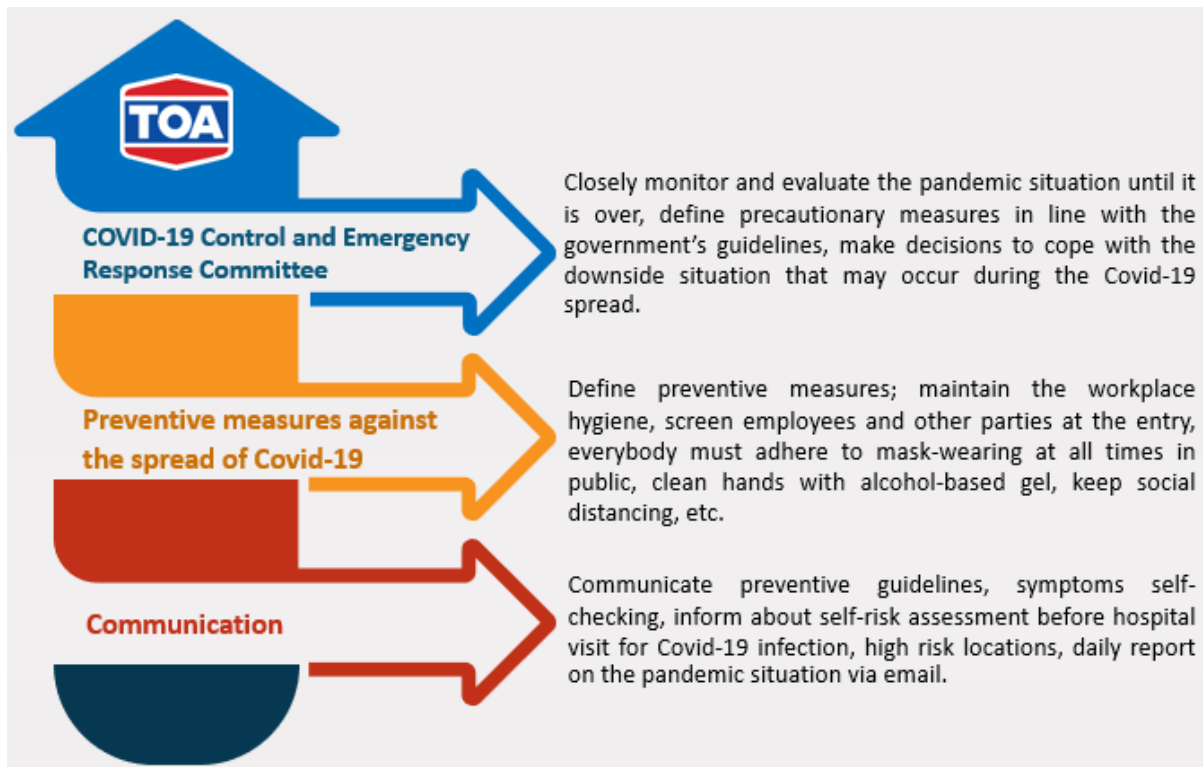 TOA
COVID-19 Control and Emergency
Response Committee
Closely monitor and evaluate the pandemic situation until it
is over, define precautionary measures in line with the
government’s guidelines, make decisions to cope with the
downside situation that may occur during the Covid-19
spread.
Preventive measures against
the spread of Covid-19
Define preventive measures; maintain the workplace
hygiene, screen employees and other parties at the entry,
everybody must adhere to mask-wearing at all times in
public, clean hands with alcohol-based gel, keep social
distancing, etc.
Communication
Communicate preventive guidelines, symptoms self-
checking, inform about self-risk assessment before hospital
visit for Covid-19 infection, high risk locations, daily report
on the pandemic situation via email.